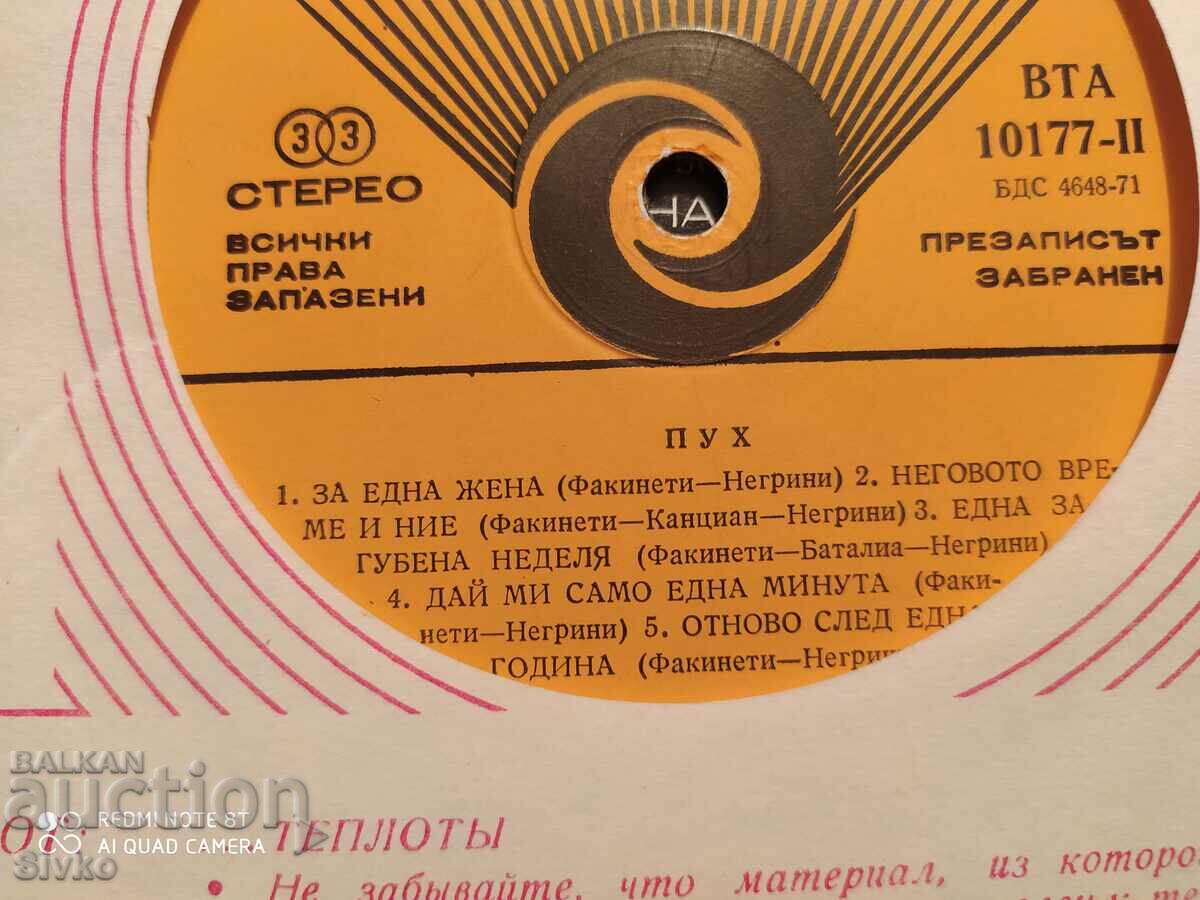 33
СТЕРЕО
ВСИЧКИ
ПРАВА
ЗАПАЗЕНИ
НА
ВТА
10177-II
БДС 4648-71
ПРЕЗАПИСЪТ
ЗАБРАНЕН
ПУХ
1. ЗА ЕДНА ЖЕНА (Факинети—Негрини) 2. НЕГОВОТО ВРЕ-
МЕ И НИЕ (Факинети—Канциан—Негрини) 3. ЕДНА ЗА-
ГУБЕНА НЕДЕЛЯ (Факинети—Баталиа—Негрини)
4. ДАЙ МИ САМО ЕДНА МИНУТА (Факи-
нети—Негрини) 5. ОТНОВО СЛЕД ЕДНА
ГОДИНА (Факинети—Негрин
BALKAN
auction
REDMI NOTE 8T
AI QUAD CAMERA
Sivko
ТЕПЛОТЫ
• Не забывайте, что материал, из которо